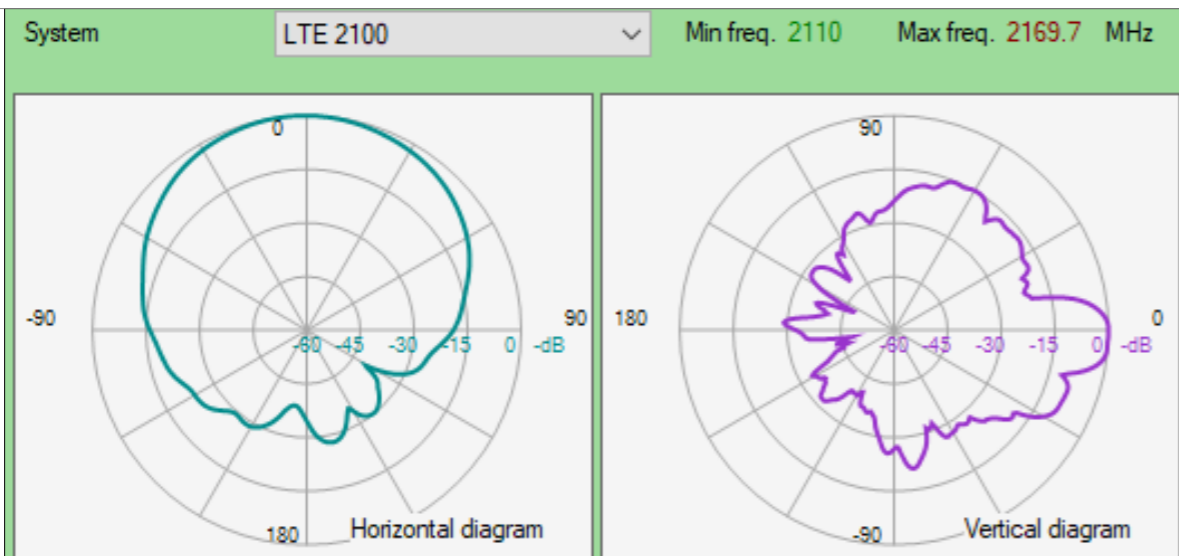 System LTE 2100 Min freq. 2110 Max freq. 2169.7 MHz
0
-90 90
-60 -45 -30 -15 0 -dB
180 Horizontal diagram
90
180 0
-60 -45 -30 -15 0 -dB
-90 Vertical diagram